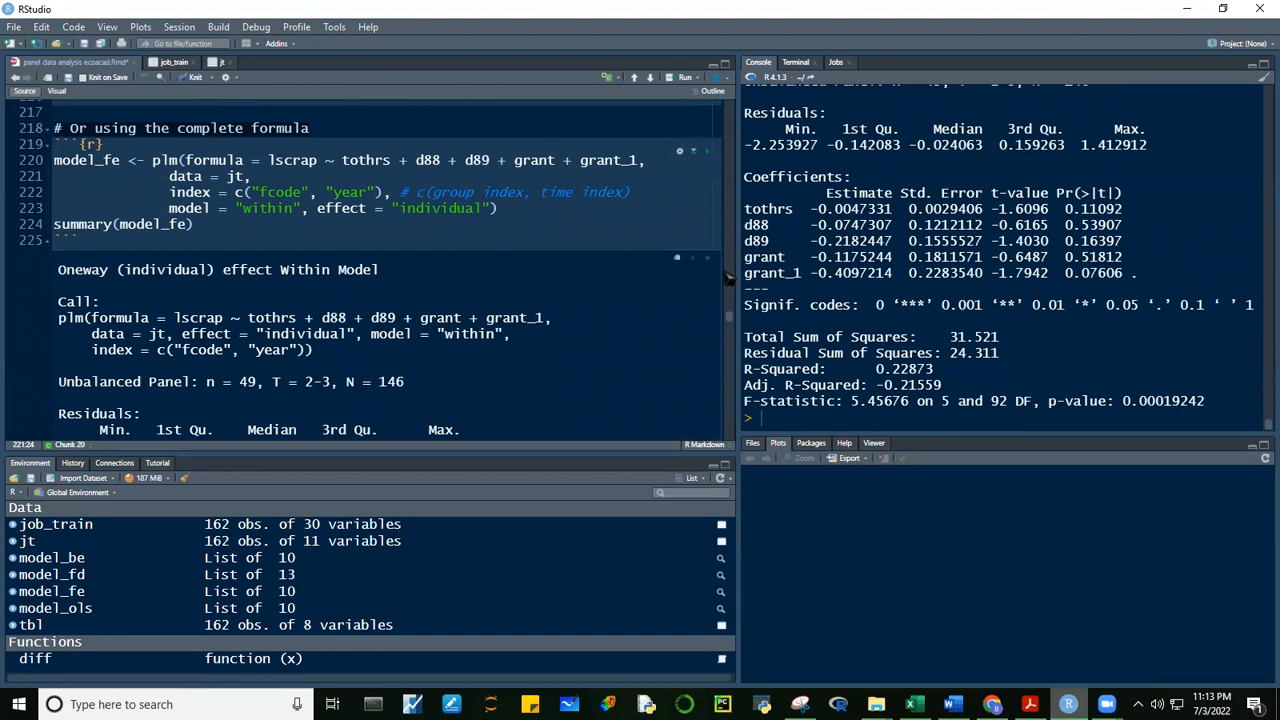 RStudio
File Edit Code View Plots Session Build Debug Profile Tools Help
Go to file/function Addins Project: (None)
panel data analysis ecoacad.Rmd* job_train jt
Knit on Save Knit Run
Source Visual Outline
217
218 # Or using the complete formula
219 ```{r}
220 model_fe <- plm(formula = lscrap ~ tothrs + d88 + d89 + grant + grant_1,
221 data = jt,
222 index = c("fcode", "year"), # c(group index, time index)
223 model = "within", effect = "individual")
224 summary(model_fe)
225 ```
Oneway (individual) effect Within Model
Call:
plm(formula = lscrap ~ tothrs + d88 + d89 + grant + grant_1,
data = jt, effect = "individual", model = "within",
index = c("fcode", "year"))
Unbalanced Panel: n = 49, T = 2-3, N = 146
Residuals:
Min. 1st Qu. Median 3rd Qu. Max.
221:24 Chunk 20 R Markdown
Environment History Connections Tutorial
Import Dataset 187 MiB List
R Global Environment
Data
job_train 162 obs. of 30 variables
jt 162 obs. of 11 variables
model_be List of 10
model_fd List of 13
model_fe List of 10
model_ols List of 10
tbl 162 obs. of 8 variables
Functions
diff function (x)
Console Terminal Jobs
R 4.1.3 · ~/
Residuals:
Min. 1st Qu. Median 3rd Qu. Max.
-2.253927 -0.142083 -0.024063 0.159263 1.412912
Coefficients:
Estimate Std. Error t-value Pr(>|t|)
tothrs -0.0047331 0.0029406 -1.6096 0.11092
d88 -0.0747307 0.1212112 -0.6165 0.53907
d89 -0.2182447 0.1555527 -1.4030 0.16397
grant -0.1175244 0.1811571 -0.6487 0.51812
grant_1 -0.4097214 0.2283540 -1.7942 0.07606 .
---
Signif. codes: 0 ‘***’ 0.001 ‘**’ 0.01 ‘*’ 0.05 ‘.’ 0.1 ‘ ’ 1
Total Sum of Squares: 31.521
Residual Sum of Squares: 24.311
R-Squared: 0.22873
Adj. R-Squared: -0.21559
F-statistic: 5.45676 on 5 and 92 DF, p-value: 0.00019242
>
Files Plots Packages Help Viewer
Zoom Export
Type here to search
11:13 PM
7/3/2022